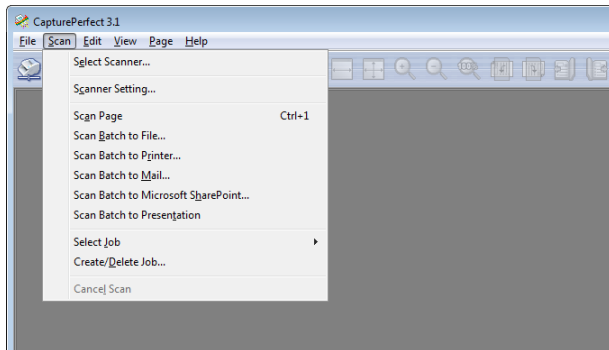 CapturePerfect 3.1
File Scan Edit View Page Help
Select Scanner...
Scanner Setting...
Scan Page Ctrl+1
Scan Batch to File...
Scan Batch to Printer...
Scan Batch to Mail...
Scan Batch to Microsoft SharePoint...
Scan Batch to Presentation
Select Job
Create/Delete Job...
Cancel Scan